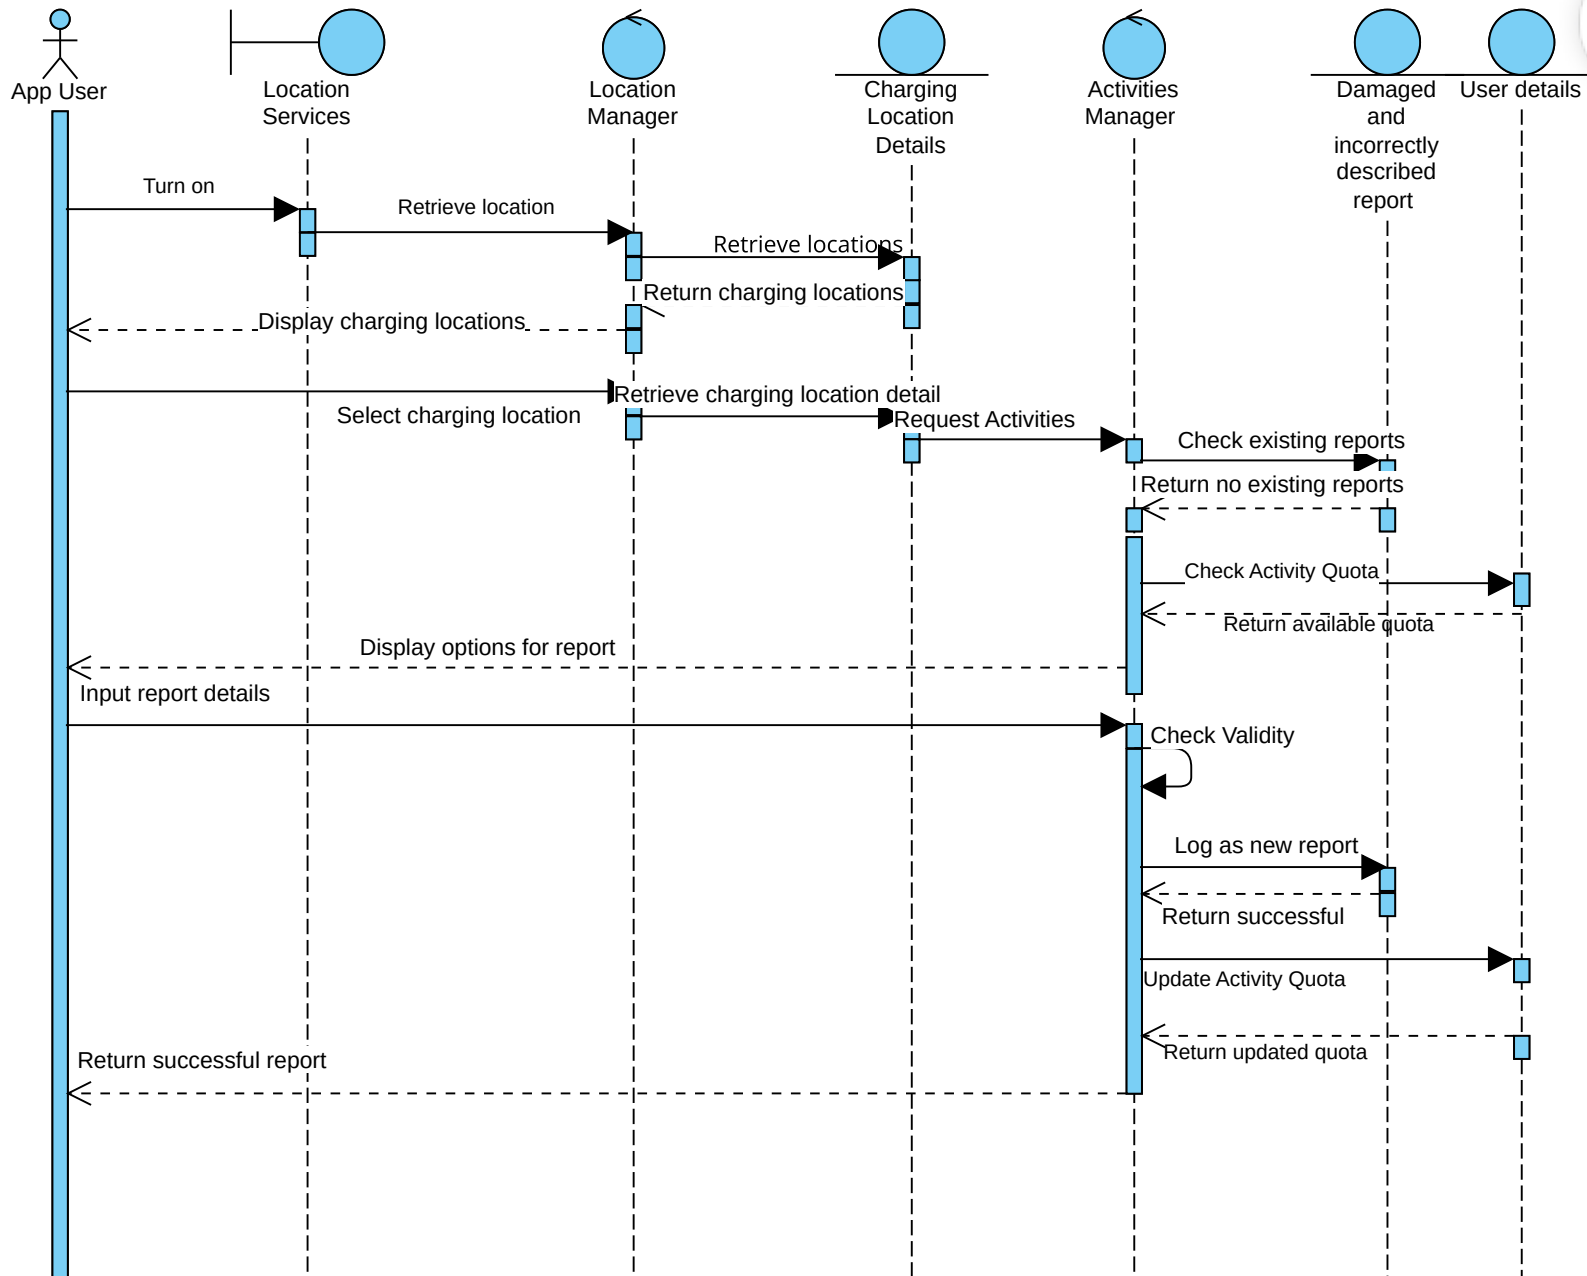 App User
Location
Services
Location
Manager
Charging
Location
Details
Activities
Manager
Damaged
and
incorrectly
described
report
User details
Turn on
Retrieve location
Retrieve locations
Return charging locations
Display charging locations
Retrieve charging location detail
Select charging location
Request Activities
Check existing reports
Return no existing reports
Check Activity Quota
Return available quota
Display options for report
Input report details
Check Validity
Log as new report
Return successful
Update Activity Quota
Return updated quota
Return successful report